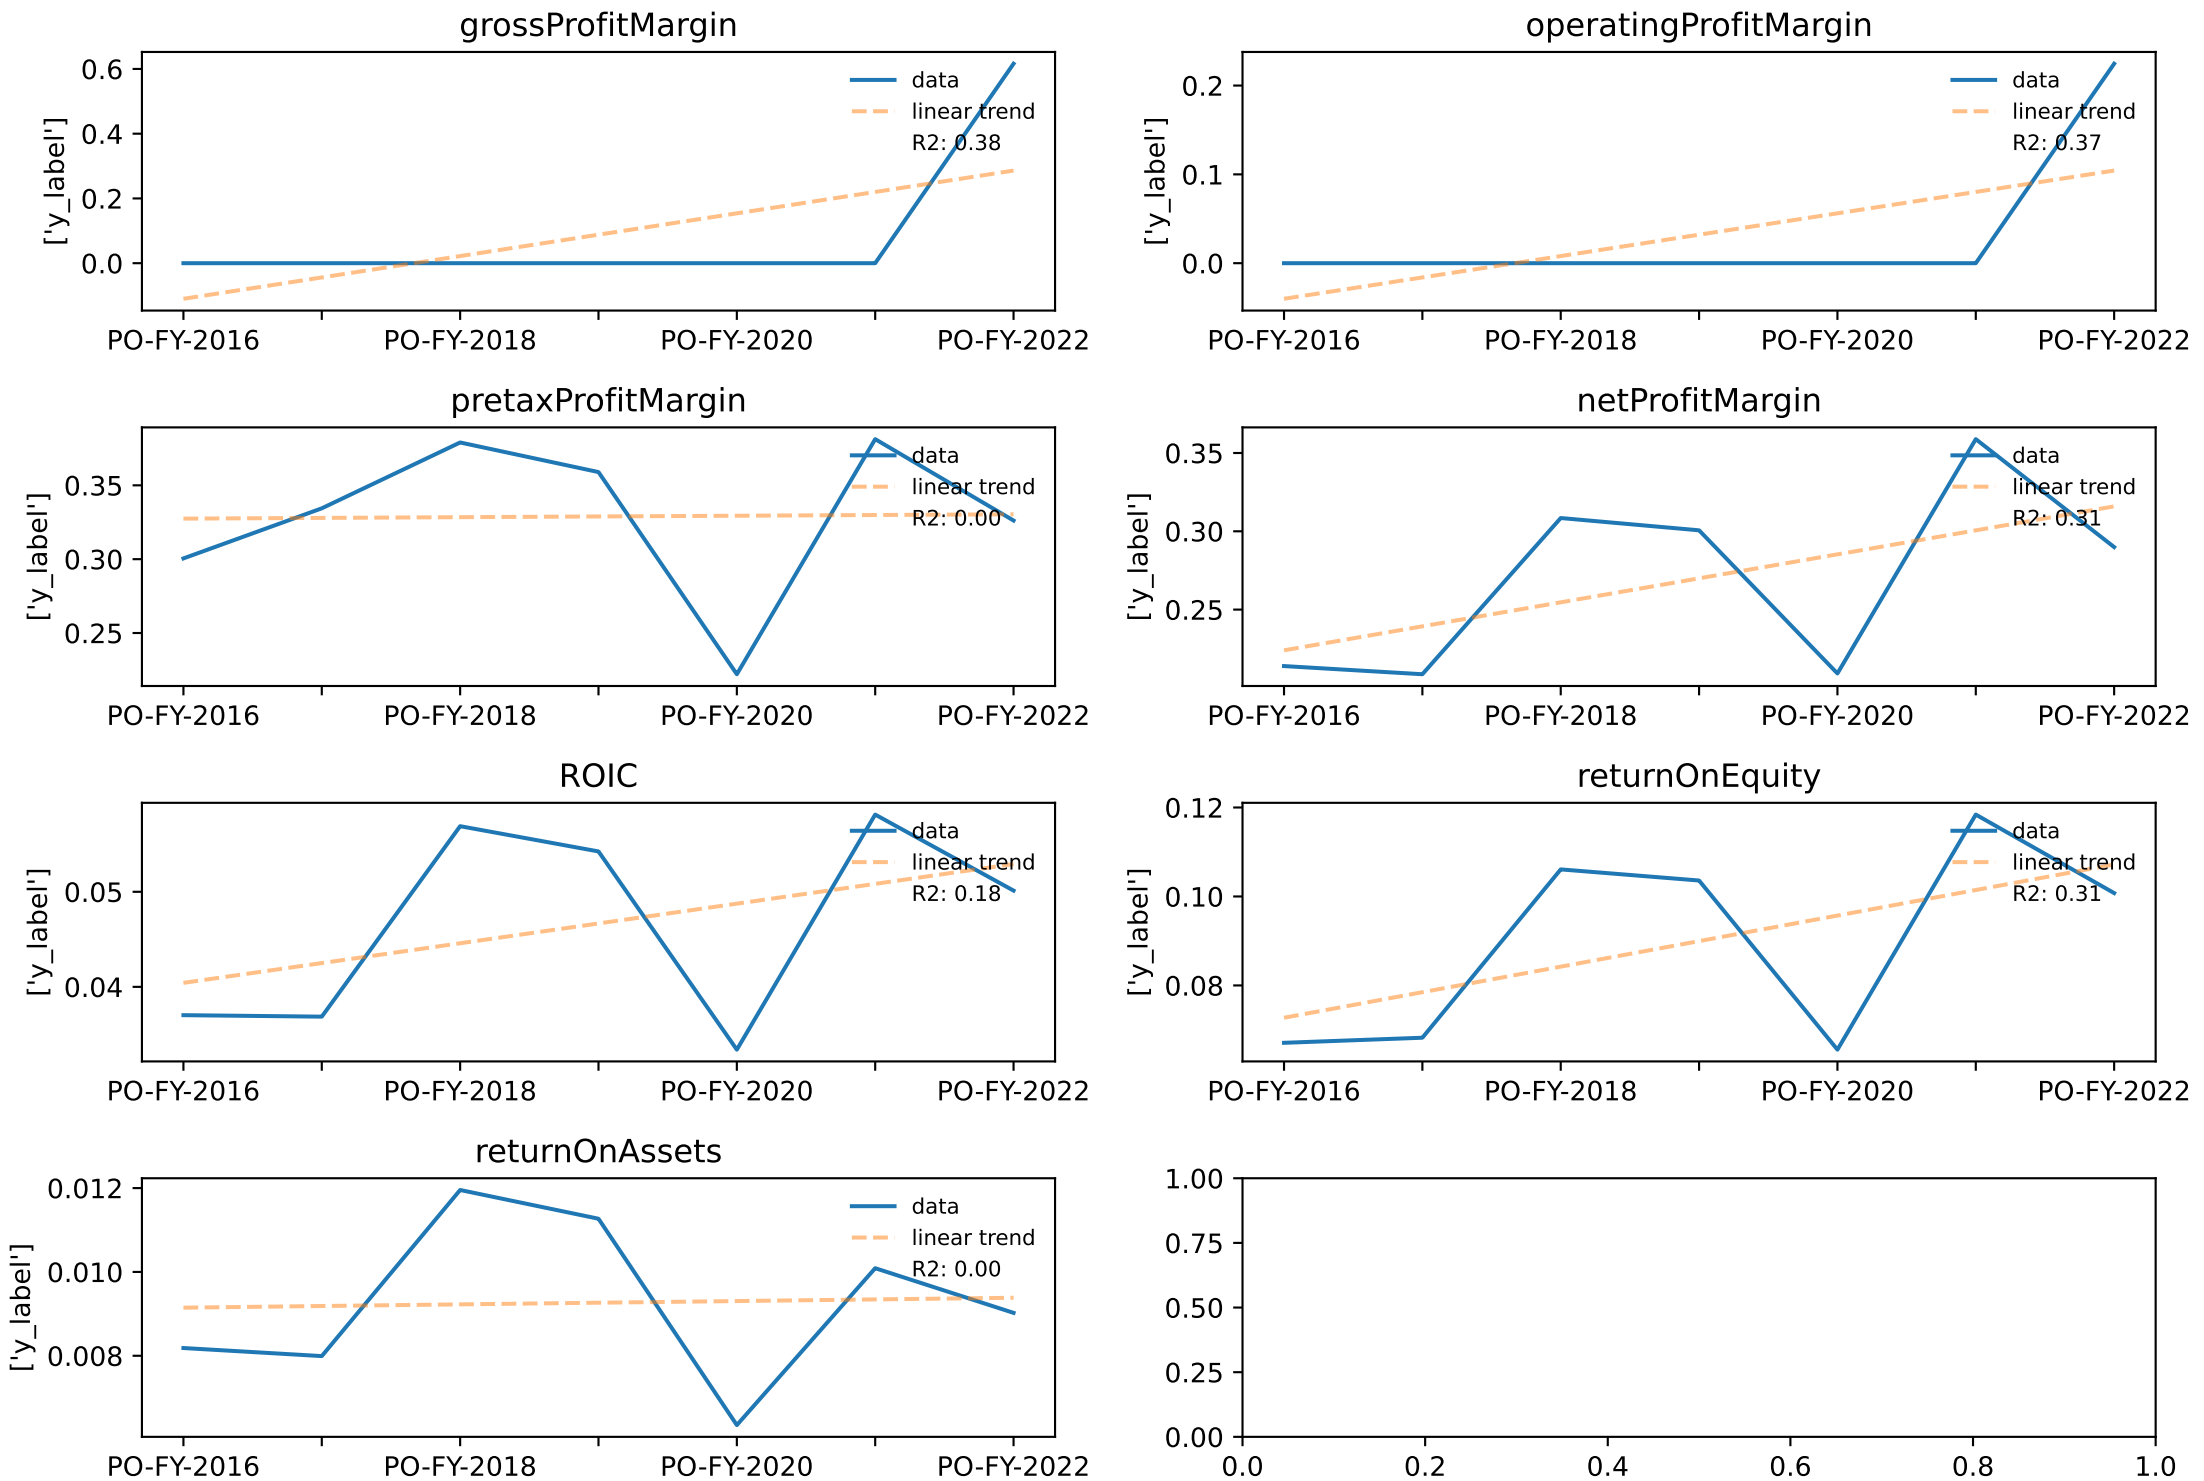 grossProfitMargin
0.6
0.4
0.2
0.0
['y_label']
data
linear trend
R2: 0.38
PO-FY-2016 PO-FY-2018 PO-FY-2020 PO-FY-2022
operatingProfitMargin
0.2
0.1
0.0
['y_label']
data
linear trend
R2: 0.37
PO-FY-2016 PO-FY-2018 PO-FY-2020 PO-FY-2022
pretaxProfitMargin
0.35
0.30
0.25
['y_label']
data
linear trend
R2: 0.00
PO-FY-2016 PO-FY-2018 PO-FY-2020 PO-FY-2022
netProfitMargin
0.35
0.30
0.25
['y_label']
data
linear trend
R2: 0.31
PO-FY-2016 PO-FY-2018 PO-FY-2020 PO-FY-2022
ROIC
0.05
0.04
['y_label']
data
linear trend
R2: 0.18
PO-FY-2016 PO-FY-2018 PO-FY-2020 PO-FY-2022
returnOnEquity
0.12
0.10
0.08
['y_label']
data
linear trend
R2: 0.31
PO-FY-2016 PO-FY-2018 PO-FY-2020 PO-FY-2022
returnOnAssets
0.012
0.010
0.008
['y_label']
data
linear trend
R2: 0.00
PO-FY-2016 PO-FY-2018 PO-FY-2020 PO-FY-2022
1.00
0.75
0.50
0.25
0.00
0.0 0.2 0.4 0.6 0.8 1.0